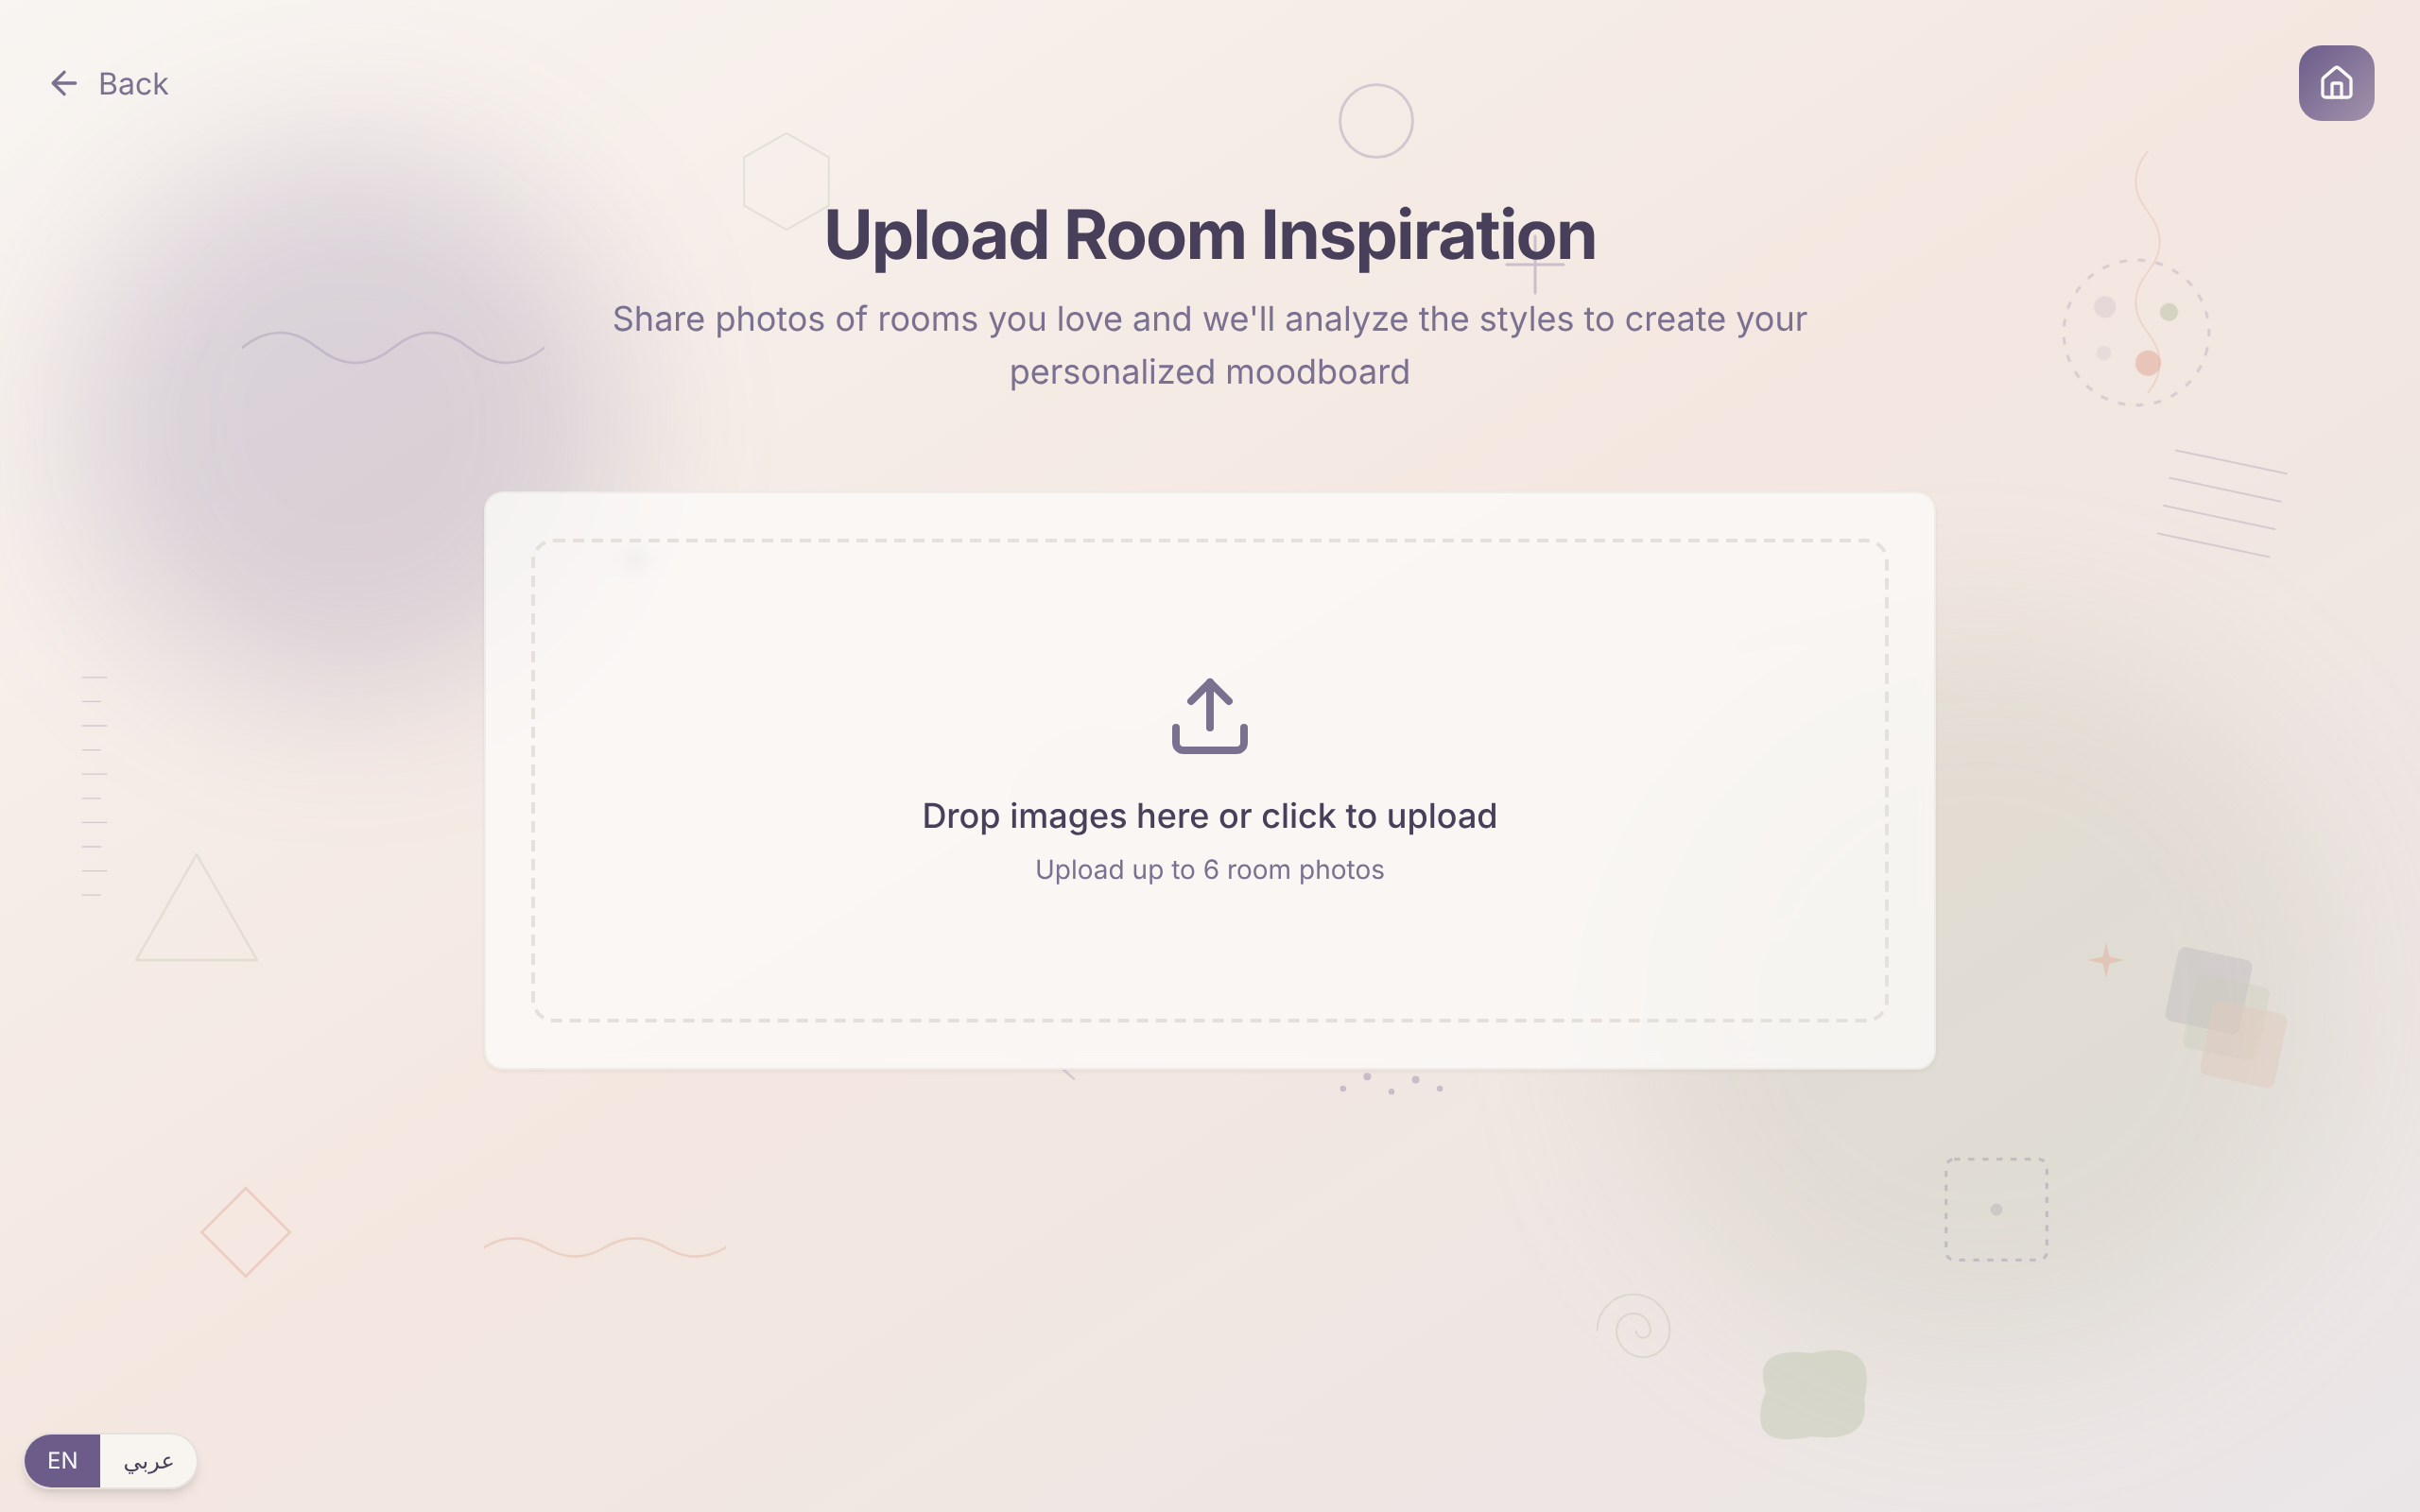 Back
Upload Room Inspiration
Share photos of rooms you love and we'll analyze the styles to create your
personalized moodboard
Drop images here or click to upload
Upload up to 6 room photos
EN عربي